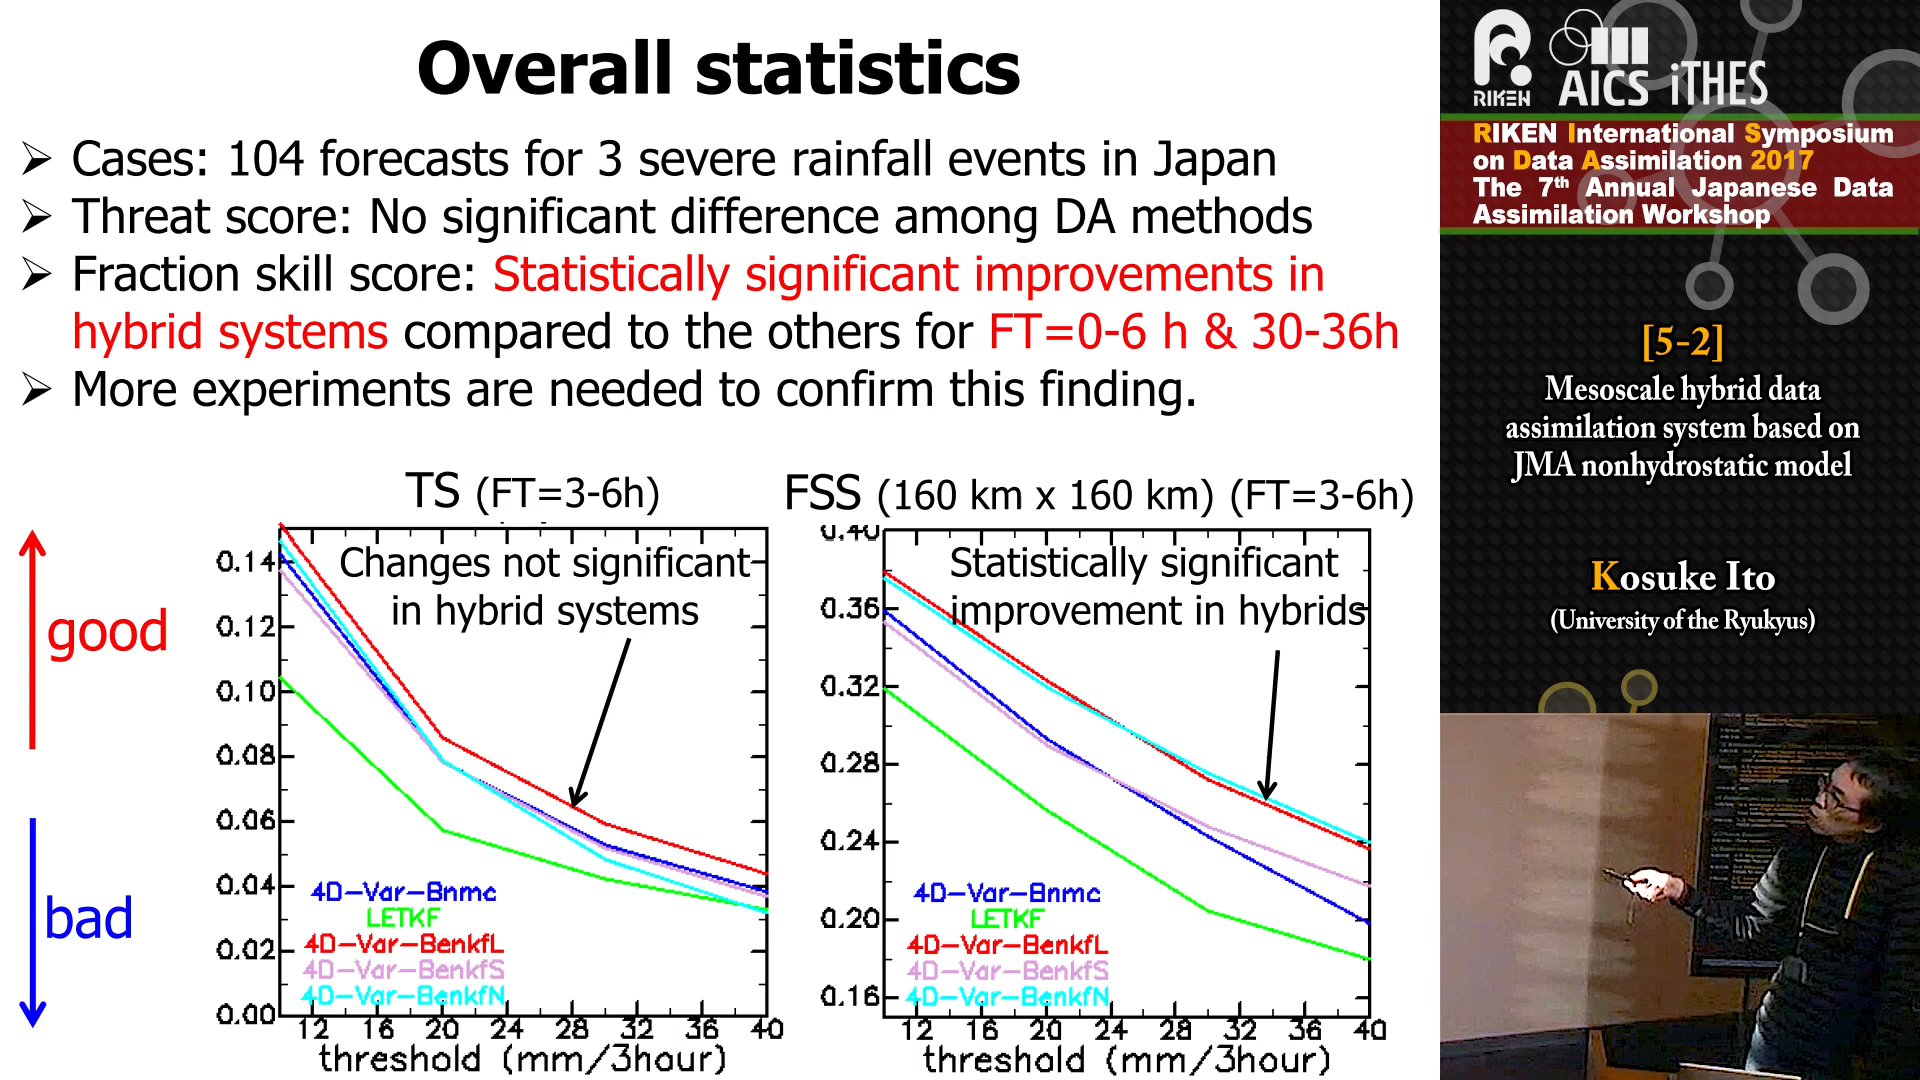 Overall statistics
Cases: 104 forecasts for 3 severe rainfall events in Japan
Threat score: No significant difference among DA methods
Fraction skill score: Statistically significant improvements in
hybrid systems compared to the others for FT=0-6 h & 30-36h
More experiments are needed to confirm this finding.
good
bad
TS (FT=3-6h)
0.14
0.12
0.10
0.08
0.06
0.04
0.02
0.00
Changes not significant
in hybrid systems
4D-Var-Bnmc
LETKF
4D-Var-BenkfL
4D-Var-BenkfS
4D-Var-BenkfN
12 16 20 24 28 32 36 40
threshold (mm/3hour)
FSS (160 km x 160 km) (FT=3-6h)
0.40
0.36
0.32
0.28
0.24
0.20
0.16
Statistically significant
improvement in hybrids
4D-Var-Bnmc
LETKF
4D-Var-BenkfL
4D-Var-BenkfS
4D-Var-BenkfN
12 16 20 24 28 32 36 40
threshold (mm/3hour)
RIKEN AICS iTHES
RIKEN International Symposium
on Data Assimilation 2017
The 7th Annual Japanese Data
Assimilation Workshop
[5-2]
Mesoscale hybrid data
assimilation system based on
JMA nonhydrostatic model
Kosuke Ito
(University of the Ryukyus)